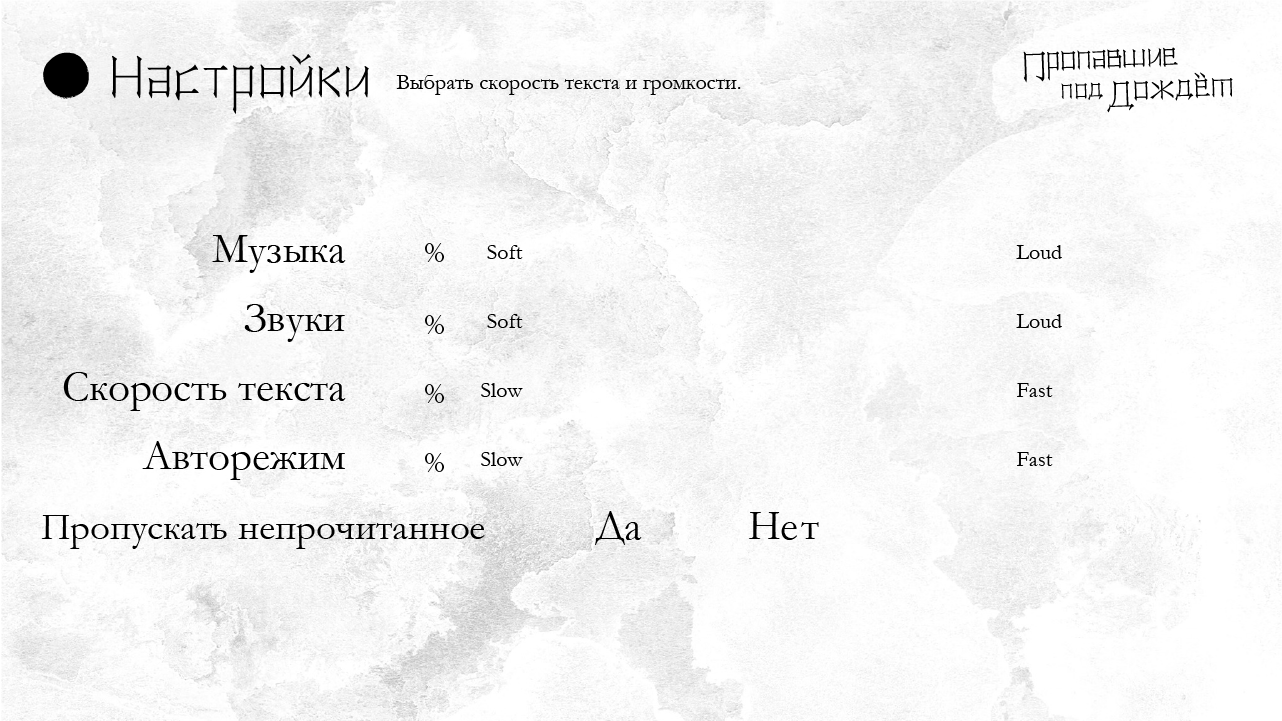 Настройки Выбрать скорость текста и громкости.
Пропавшие
под Дождём
Музыка % Soft Loud
Звуки % Soft Loud
Скорость текста % Slow Fast
Авторежим % Slow Fast
Пропускать непрочитанное Да Нет